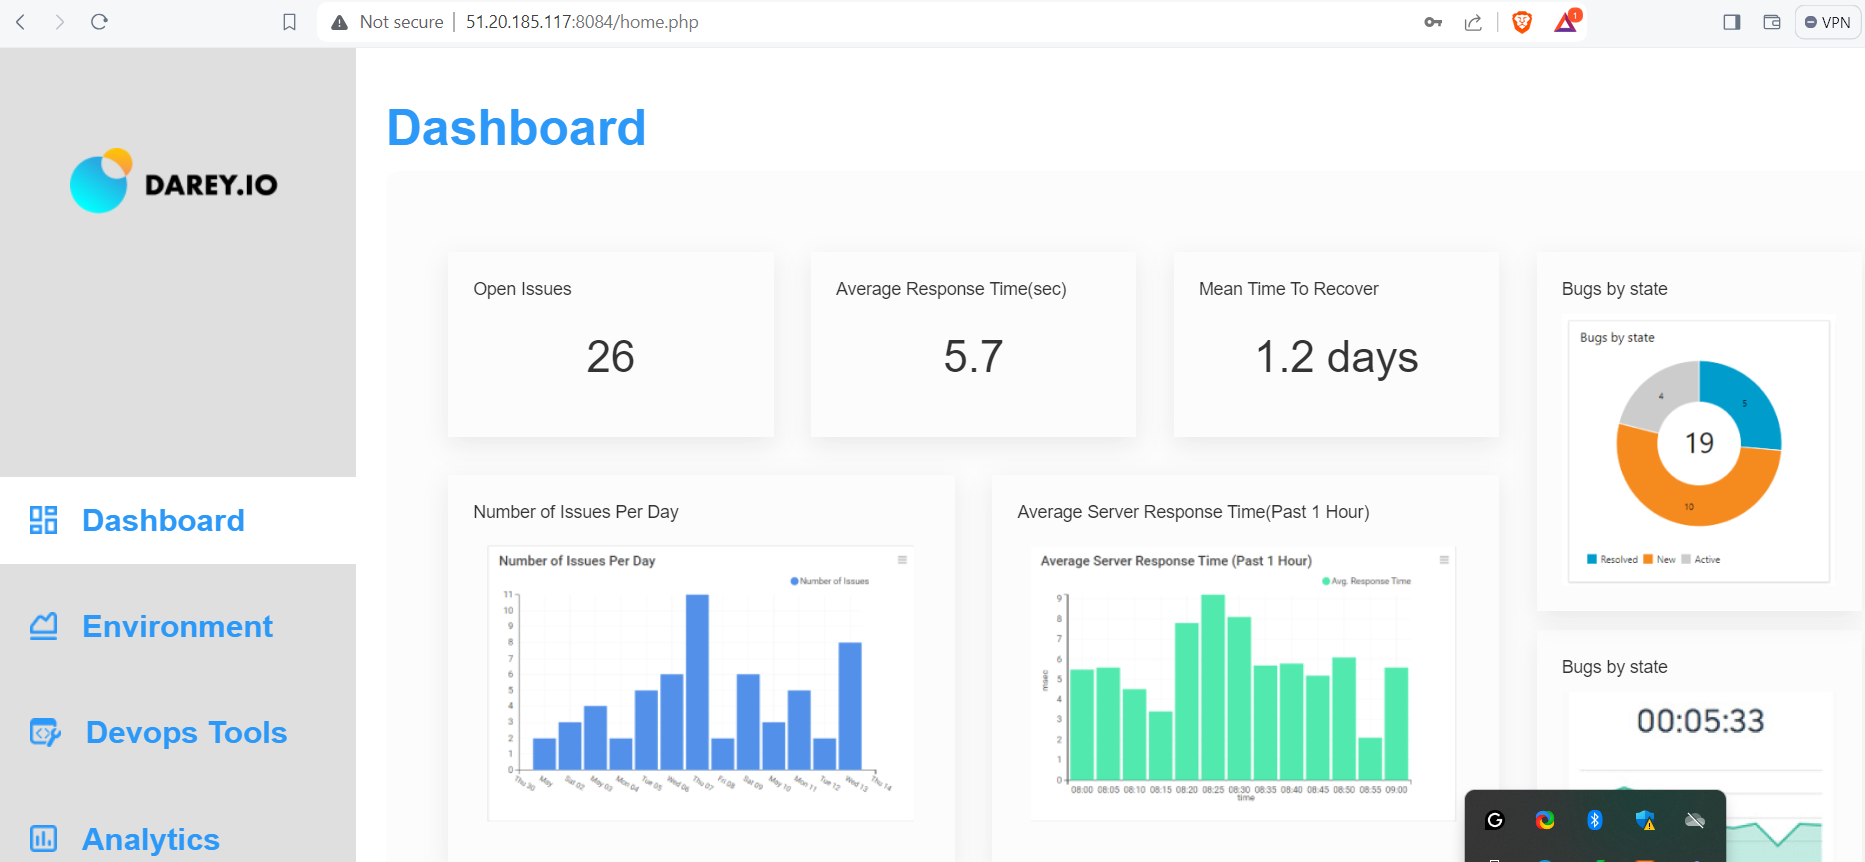 Not secure
51.20.185.117:8084/home.php
1
VPN
DAREY.IO
Dashboard
Environment
Devops Tools
Analytics
Dashboard
Open Issues
26
Average Response Time(sec)
5.7
Mean Time To Recover
1.2 days
Bugs by state
Bugs by state
4
5
19
10
Resolved New Active
Number of Issues Per Day
Number of Issues Per Day
Number of Issues
11
10
9
8
7
6
5
4
3
2
1
0
Thu 30 May Sat 02 May 03 Mon 04 Tue 05 Wed 06 Thu 07 Fri 08 Sat 09 May 10 Mon 11 Tue 12 Wed 13 Thu 14
Average Server Response Time(Past 1 Hour)
Average Server Response Time (Past 1 Hour)
Avg. Response Time
msec
9
8
7
6
5
4
3
2
1
0
08:00 08:05 08:10 08:15 08:20 08:25 08:30 08:35 08:40 08:45 08:50 08:55 09:00
time
Bugs by state
00:05:33